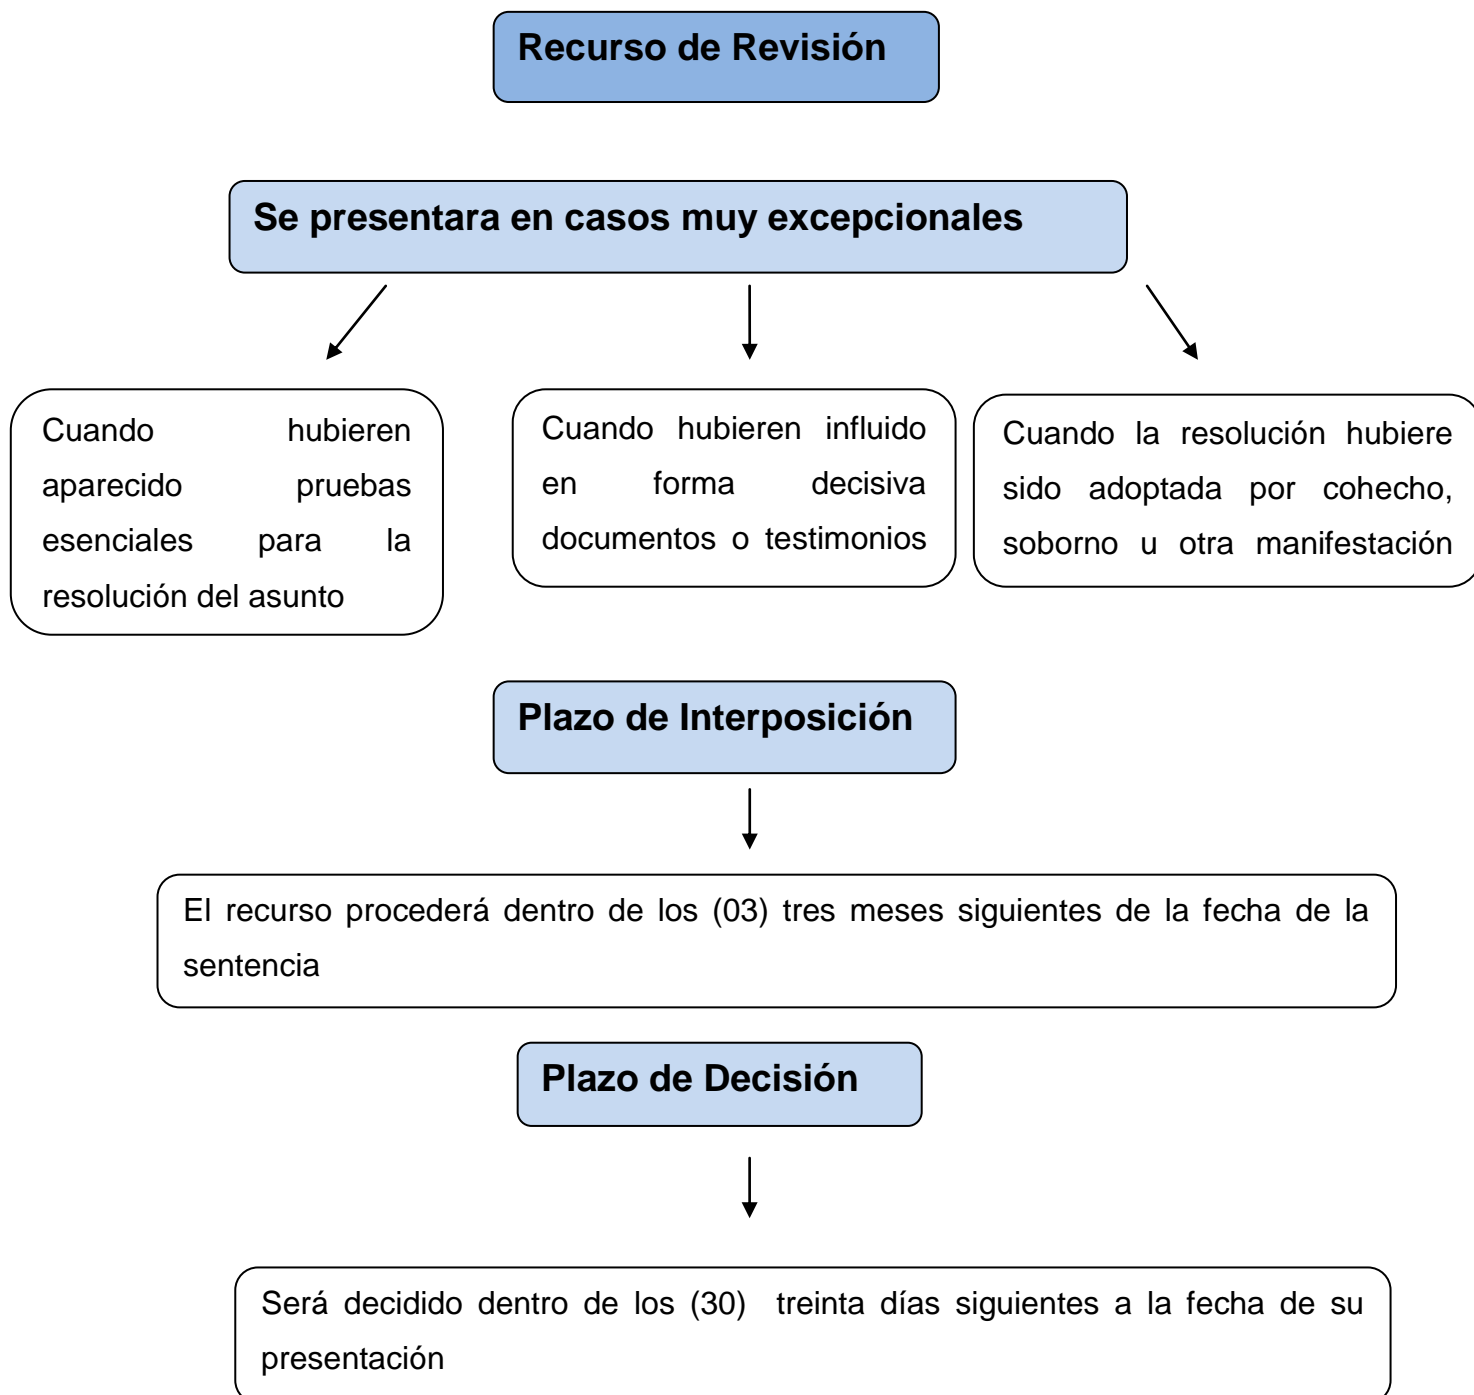 Recurso de Revisión
Se presentara en casos muy excepcionales
Cuando hubieren
aparecido pruebas
esenciales para la
resolución del asunto
Cuando hubieren influido
en forma decisiva
documentos o testimonios
Cuando la resolución hubiere
sido adoptada por cohecho,
soborno u otra manifestación
Plazo de Interposición
El recurso procederá dentro de los (03) tres meses siguientes de la fecha de la
sentencia
Plazo de Decisión
Será decidido dentro de los (30) treinta días siguientes a la fecha de su
presentación